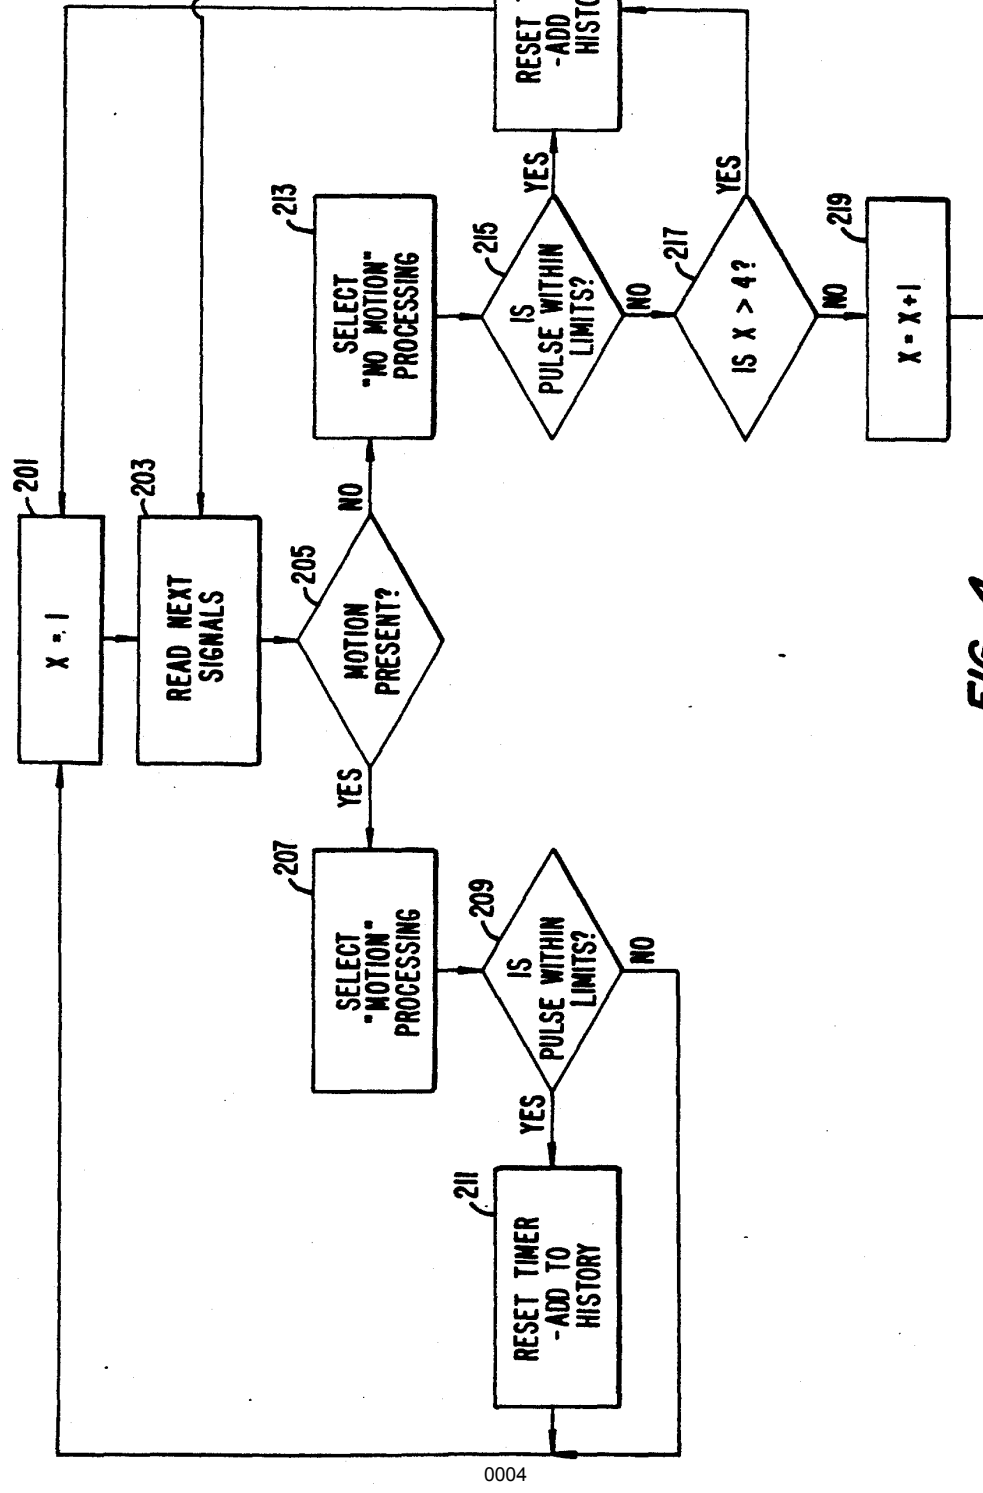 201
X = 1
203
READ NEXT
SIGNALS
205
MOTION
PRESENT?
YES
NO
207
SELECT
"MOTION"
PROCESSING
213
SELECT
"NO MOTION"
PROCESSING
209
IS
PULSE WITHIN
LIMITS?
YES
NO
211
RESET TIMER
-ADD TO
HISTORY
215
IS
PULSE WITHIN
LIMITS?
YES
NO
RESET
-ADD
217
IS X > 4?
YES
NO
219
X = X+1
0004